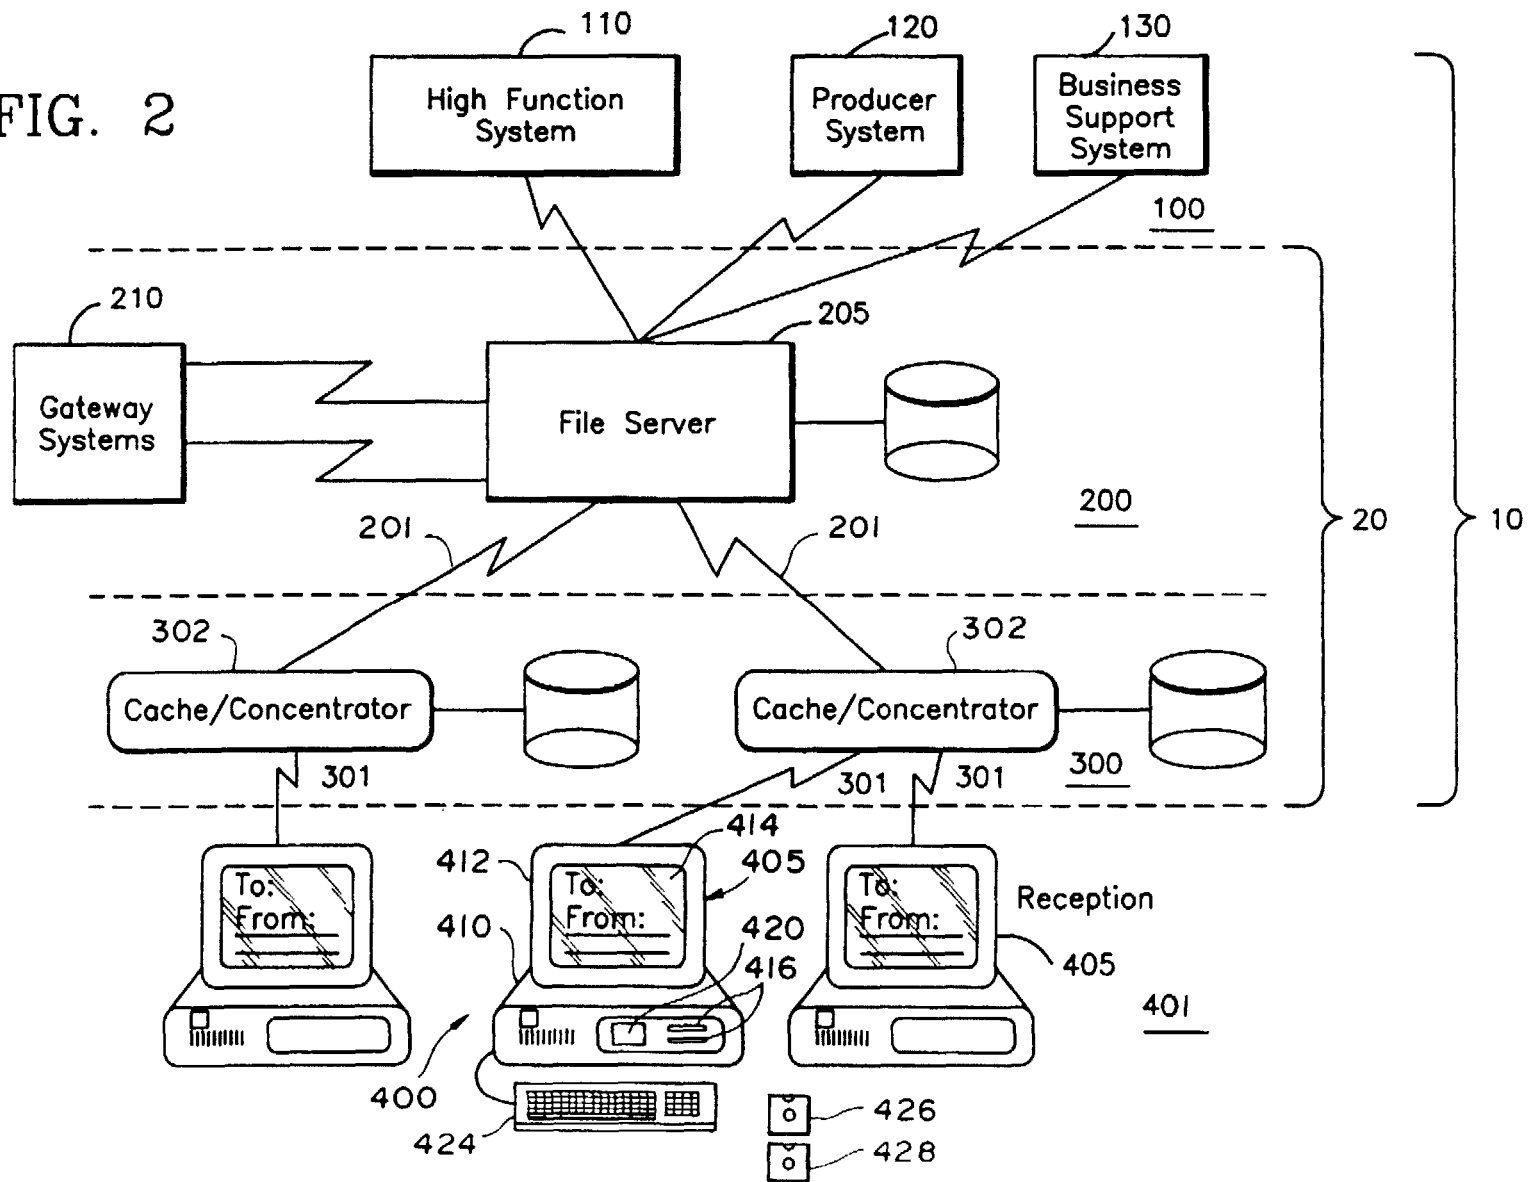 FIG. 2
110
120
130
High Function
System
Producer
System
Business
Support
System
100
210
205
Gateway
Systems
File Server
200
20
10
201
201
302
302
Cache/Concentrator
Cache/Concentrator
301
301
301
300
414
412
405
To:
From:
To:
From:
To:
From:
Reception
410
420
416
405
401
400
424
426
428